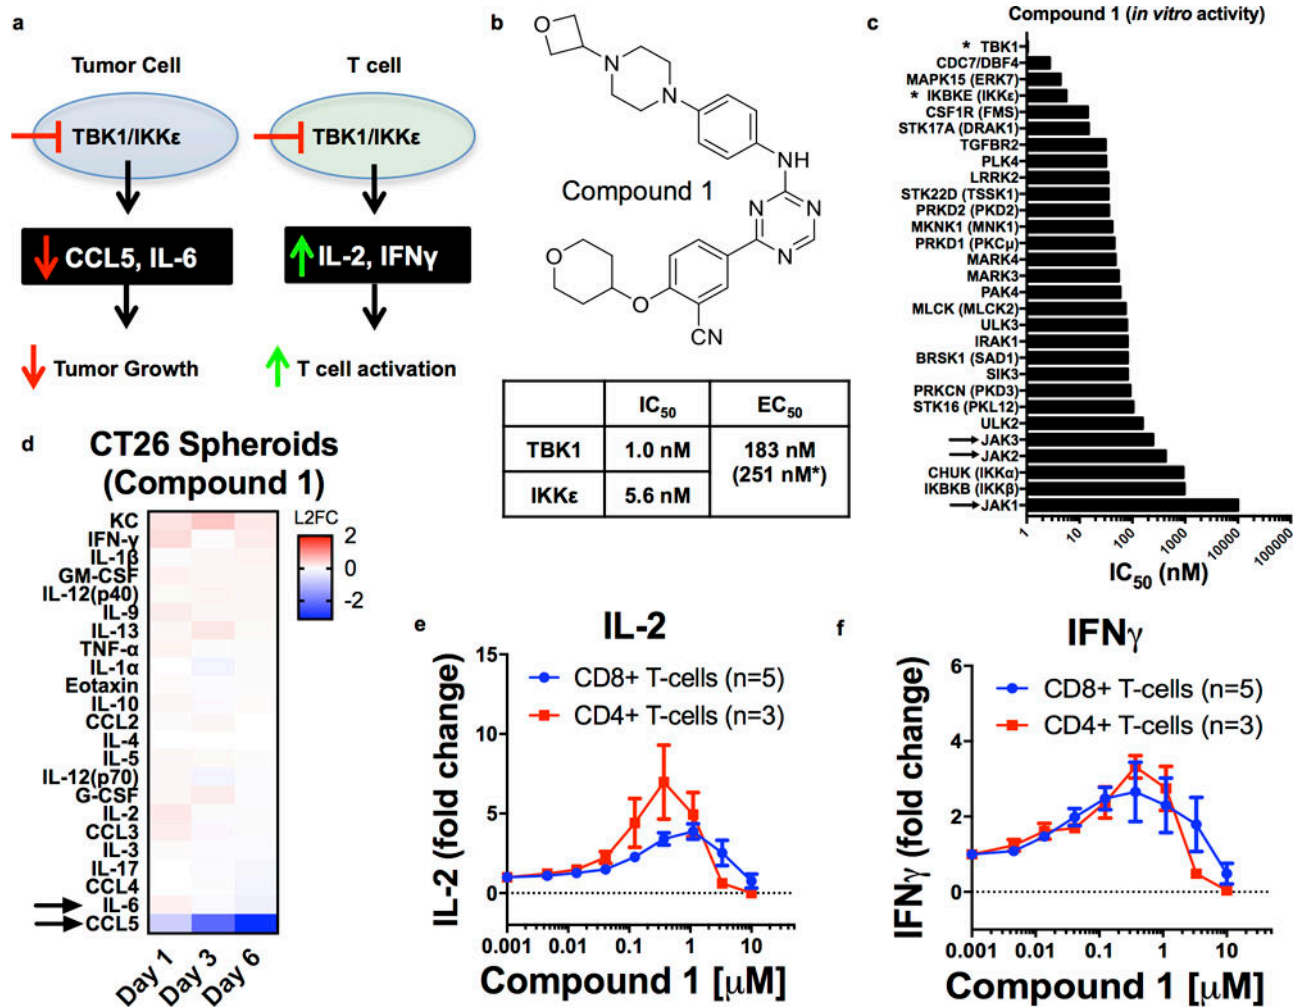 a
Tumor Cell
T cell
TBK1/IKKε
TBK1/IKKε
CCL5, IL-6
IL-2, IFNγ
Tumor Growth
T cell activation
b
O
N
N
NH
Compound 1
N
N
N
O
O
CN
IC50
EC50
TBK1
1.0 nM
183 nM
(251 nM*)
IKKε
5.6 nM
c
Compound 1 (in vitro activity)
* TBK1
CDC7/DBF4
MAPK15 (ERK7)
* IKBKE (IKKε)
CSF1R (FMS)
STK17A (DRAK1)
TGFBR2
PLK4
LRRK2
STK22D (TSSK1)
PRKD2 (PKD2)
MKNK1 (MNK1)
PRKD1 (PKCμ)
MARK4
MARK3
PAK4
MLCK (MLCK2)
ULK3
IRAK1
BRSK1 (SAD1)
SIK3
PRKCN (PKD3)
STK16 (PKL12)
ULK2
JAK3
JAK2
CHUK (IKKα)
IKBKB (IKKβ)
JAK1
1
10
100
1000
10000
100000
IC50 (nM)
d
CT26 Spheroids
(Compound 1)
L2FC
2
0
-2
KC
IFN-γ
IL-1β
GM-CSF
IL-12(p40)
IL-9
IL-13
TNF-α
IL-1α
Eotaxin
IL-10
CCL2
IL-4
IL-5
IL-12(p70)
G-CSF
IL-2
CCL3
IL-3
IL-17
CCL4
IL-6
CCL5
Day 1
Day 3
Day 6
e
IL-2
IL-2 (fold change)
15
10
5
0
CD8+ T-cells (n=5)
CD4+ T-cells (n=3)
0.001
0.01
0.1
1
10
Compound 1 [μM]
f
IFNγ
IFNγ (fold change)
6
4
2
0
CD8+ T-cells (n=5)
CD4+ T-cells (n=3)
0.001
0.01
0.1
1
10
Compound 1 [μM]